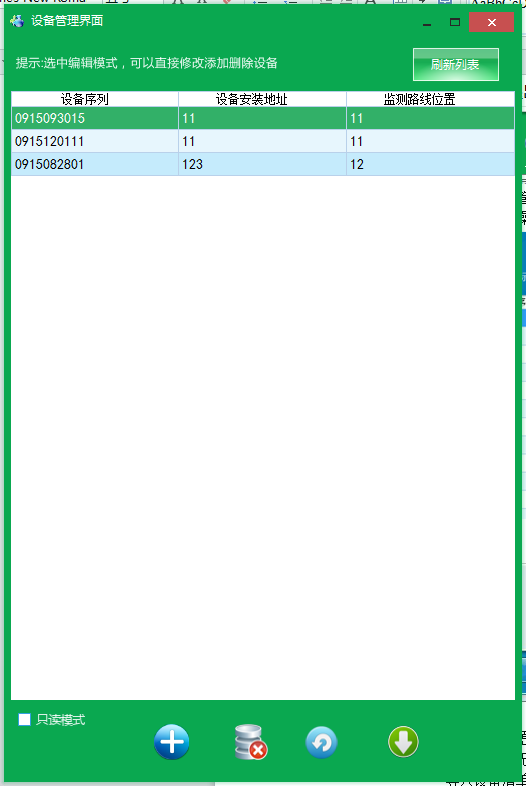 设备管理界面
提示:选中编辑模式，可以直接修改添加删除设备
刷新列表
设备序列 设备安装地址 监测路线位置
0915093015 11 11
0915120111 11 11
0915082801 123 12
只读模式